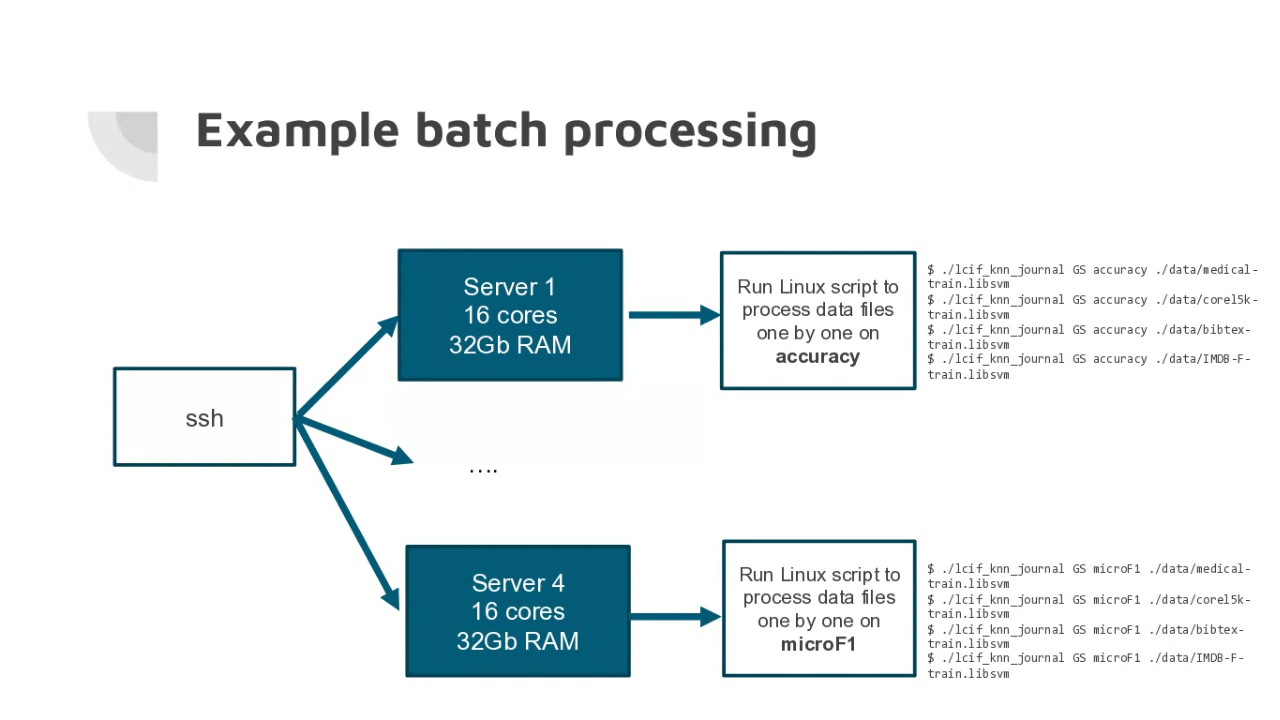 Example batch processing
ssh
Server 1
16 cores
32Gb RAM
Run Linux script to
process data files
one by one on
accuracy
$ ./lcif_knn_journal GS accuracy ./data/medical-
train.libsvm
$ ./lcif_knn_journal GS accuracy ./data/corel5k-
train.libsvm
$ ./lcif_knn_journal GS accuracy ./data/bibtex-
train.libsvm
$ ./lcif_knn_journal GS accuracy ./data/IMDB-F-
train.libsvm
....
Server 4
16 cores
32Gb RAM
Run Linux script to
process data files
one by one on
microF1
$ ./lcif_knn_journal GS microF1 ./data/medical-
train.libsvm
$ ./lcif_knn_journal GS microF1 ./data/corel5k-
train.libsvm
$ ./lcif_knn_journal GS microF1 ./data/bibtex-
train.libsvm
$ ./lcif_knn_journal GS microF1 ./data/IMDB-F-
train.libsvm